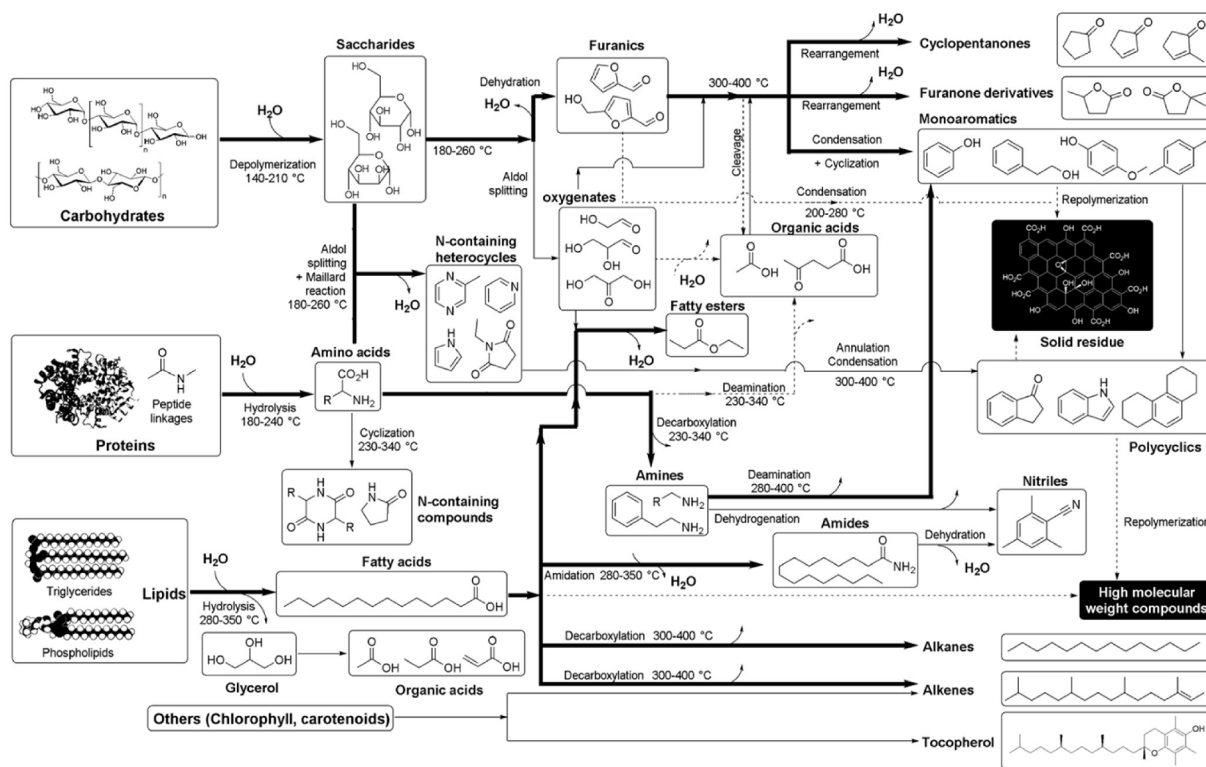 H₂O
Cyclopentanones
Rearrangement
H₂O
Furanone derivatives
Rearrangement
Monoaromatics
Condensation
+ Cyclization
Saccharides
Furanics
Dehydration
H₂O
300-400 °C
H₂O
Depolymerization
140-210 °C
180-260 °C
Carbohydrates
Aldol
splitting
Cleavage
oxygenates
Condensation
200-280 °C
Repolymerization
Organic acids
H₂O
Aldol
splitting
+ Maillard
reaction
180-260 °C
H₂O
N-containing
heterocycles
Fatty esters
H₂O
Solid residue
Annulation
Condensation
300-400 °C
Polycyclics
Peptide
linkages
Proteins
H₂O
Hydrolysis
180-240 °C
Amino acids
Deamination
230-340 °C
Decarboxylation
230-340 °C
Cyclization
230-340 °C
N-containing
compounds
Amines
Deamination
280-400 °C
Dehydrogenation
Nitriles
Amides
Dehydration
H₂O
Repolymerization
Triglycerides
Phospholipids
Lipids
H₂O
Hydrolysis
280-350 °C
Fatty acids
Amidation 280-350 °C
H₂O
High molecular
weight compounds
Glycerol
Organic acids
Decarboxylation 300-400 °C
Alkanes
Decarboxylation 300-400 °C
Alkenes
Others (Chlorophyll, carotenoids)
Tocopherol